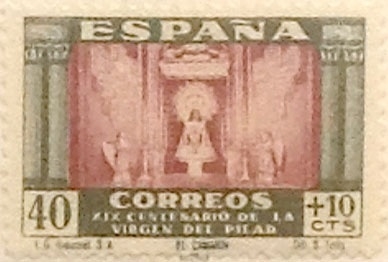 ESPAÑA
40 CORREOS +10
XIX CENTENARIO DE LA CTS
VIRGEN DEL PILAR